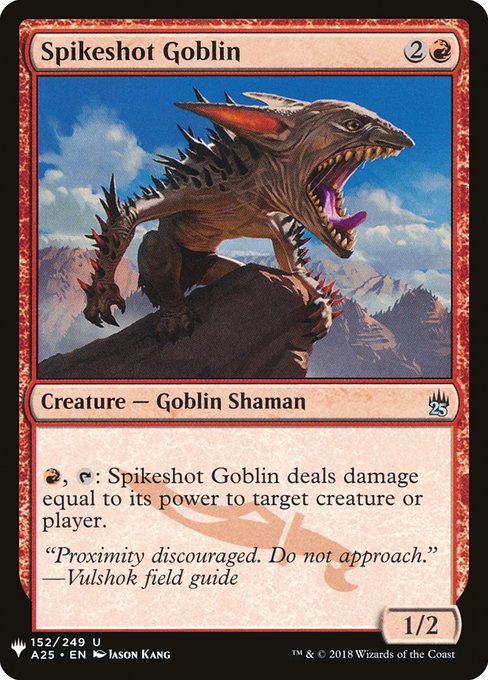 Spikeshot Goblin 2
Creature — Goblin Shaman
25
, : Spikeshot Goblin deals damage
equal to its power to target creature or
player.
“Proximity discouraged. Do not approach.”
—Vulshok field guide
1/2
152/249 U
A25 • EN Jason Kang
™ & © 2018 Wizards of the Coast